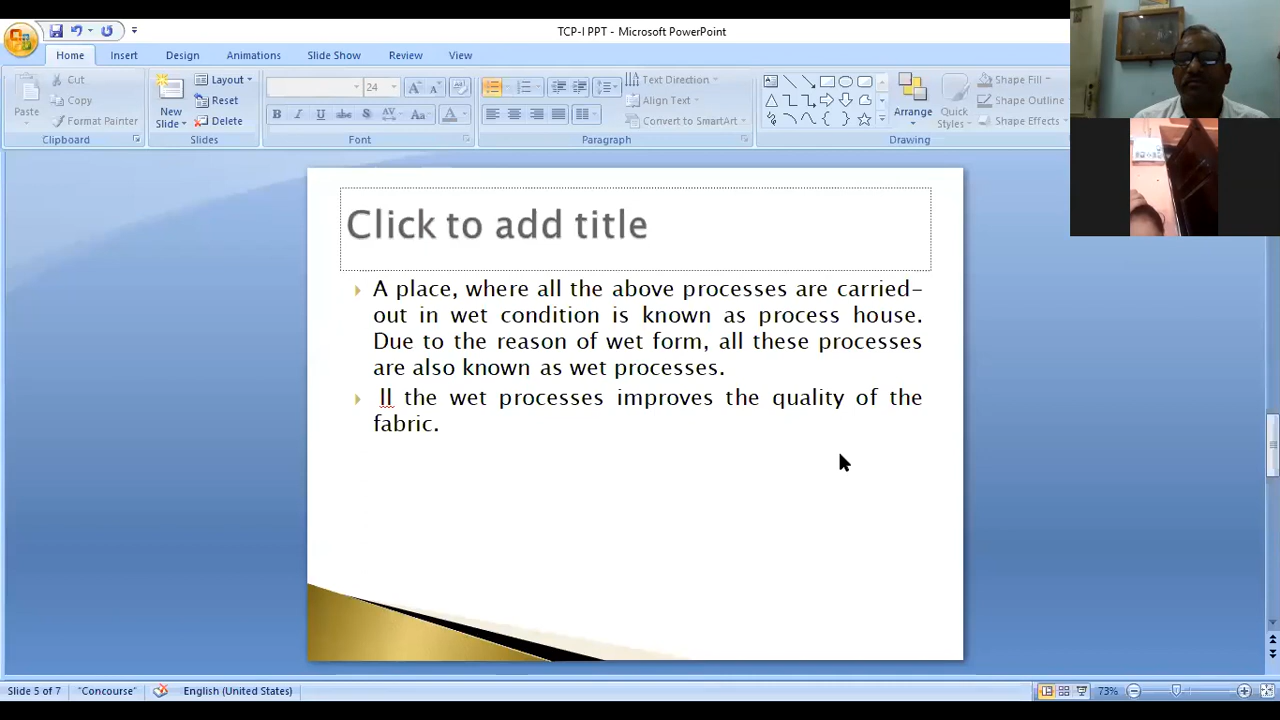 TCP-I PPT - Microsoft PowerPoint
Home Insert Design Animations Slide Show Review View
Cut
Copy
Format Painter
Paste
Clipboard
New Slide
Layout
Reset
Delete
Slides
24
B I U abc S AV Aa A
Font
Text Direction
Align Text
Convert to SmartArt
Paragraph
Arrange
Quick Styles
Shape Fill
Shape Outline
Shape Effects
Drawing
Click to add title
A place, where all the above processes are carried-
out in wet condition is known as process house.
Due to the reason of wet form, all these processes
are also known as wet processes.
ll the wet processes improves the quality of the
fabric.
Slide 5 of 7 "Concourse" English (United States) 73%